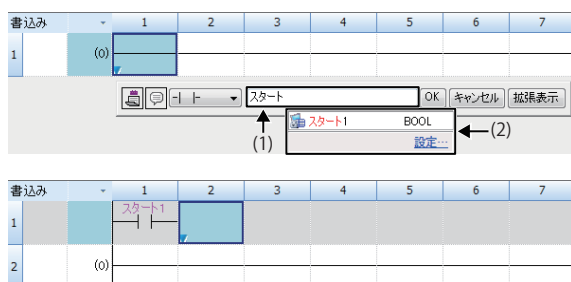 書込み 1 2 3 4 5 6 7
1 (0)
スタート OK キャンセル 拡張表示
(1) スタート1 BOOL (2)
設定…
書込み 1 2 3 4 5 6 7
1 スタート1
2 (0)